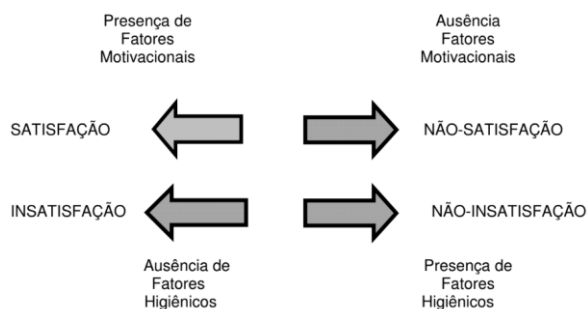 Presença de
Fatores
Motivacionais
Ausência
Fatores
Motivacionais
SATISFAÇÃO
NÃO-SATISFAÇÃO
INSATISFAÇÃO
NÃO-INSATISFAÇÃO
Ausência de
Fatores
Higiênicos
Presença de
Fatores
Higiênicos